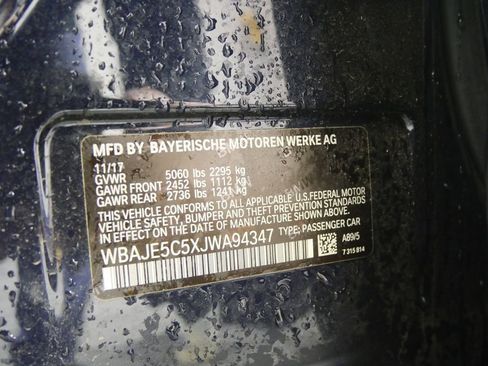 MFD BY BAYERISCHE MOTOREN WERKE AG
11/17
GVWR 5060 lbs 2295 kg
GAWR FRONT 2452 lbs 1112 kg
GAWR REAR 2736 lbs 1241 kg
THIS VEHICLE CONFORMS TO ALL APPLICABLE U.S.FEDERAL MOTOR
VEHICLE SAFETY, BUMPER, AND THEFT PREVENTION
STANDARDS IN EFFECT ON THE
DATE OF MANUFACTURE SHOWN ABOVE.
WBAJE5C5XJWA94347 TYPE: PASSENGER CAR
A89/5
7 315 814